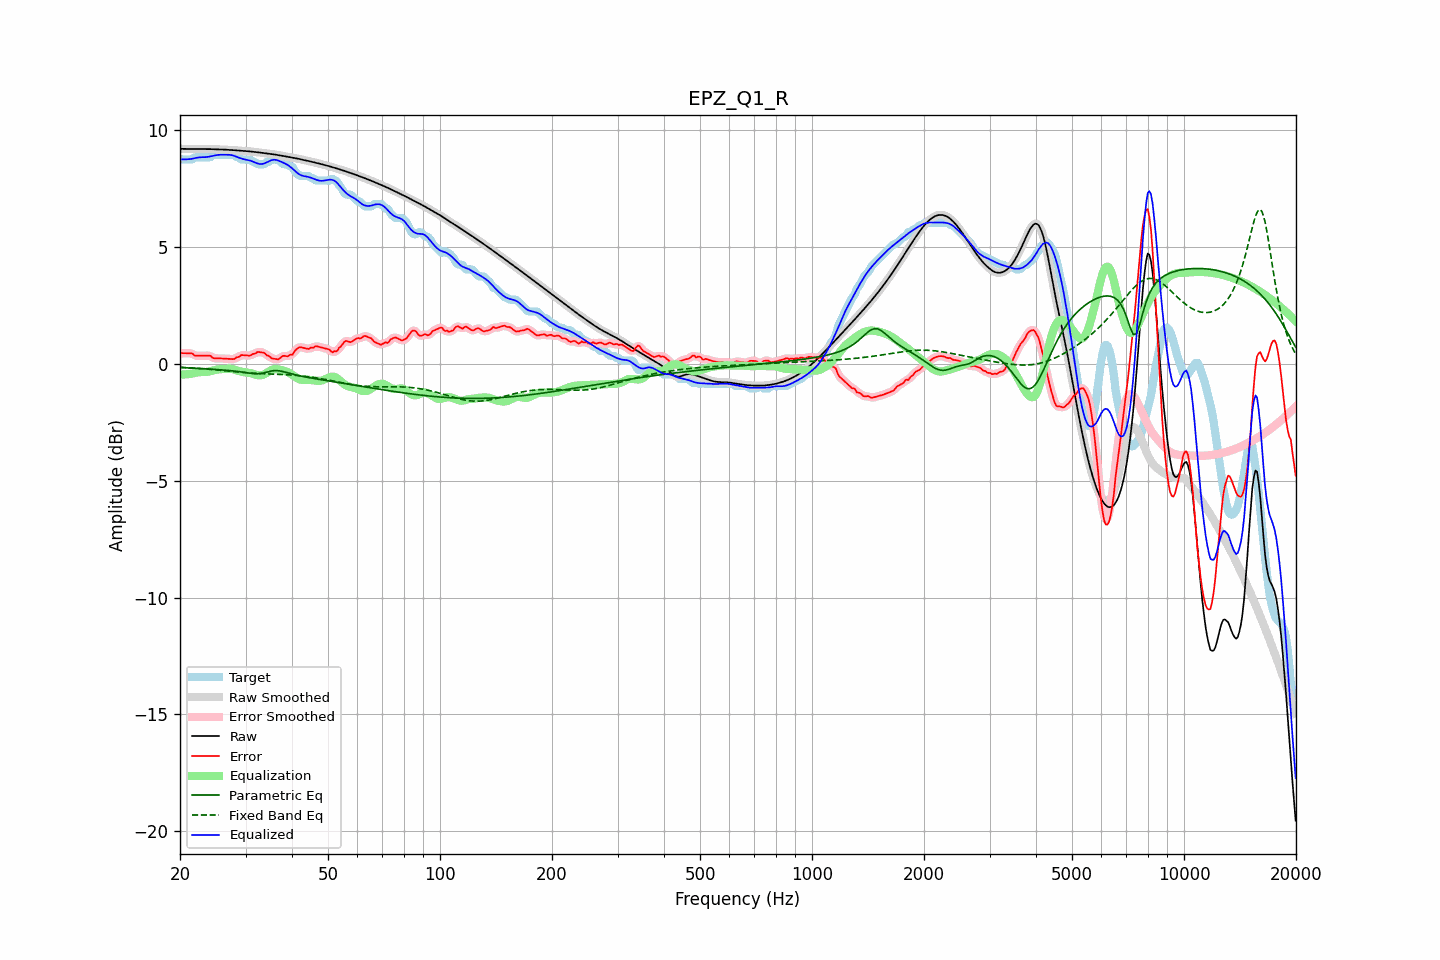 EPZ_Q1_R
10
5
0
−5
−10
−15
−20
Amplitude (dBr)
Target
Raw Smoothed
Error Smoothed
Raw
Error
Equalization
Parametric Eq
Fixed Band Eq
Equalized
20 50 100 200 500 1000 2000 5000 10000 20000
Frequency (Hz)